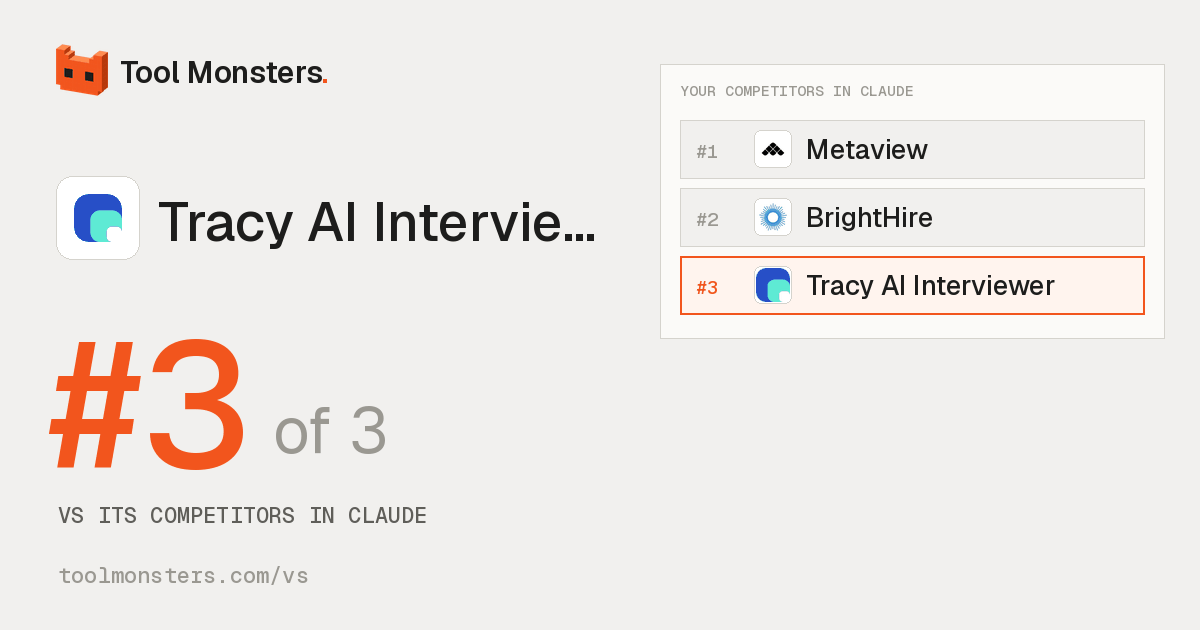 Tool Monsters.
Tracy AI Intervie...
#3 of 3
VS ITS COMPETITORS IN CLAUDE
toolmonsters.com/vs
YOUR COMPETITORS IN CLAUDE
#1 Metaview
#2 BrightHire
#3 Tracy AI Interviewer